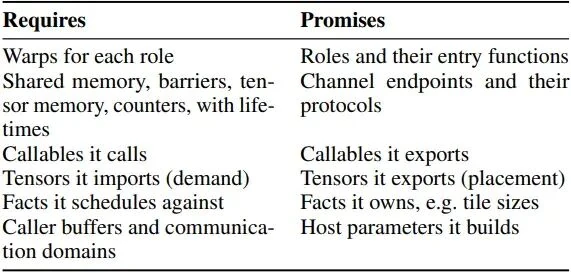 Requires Promises
Warps for each role Roles and their entry functions
Shared memory, barriers, ten- Channel endpoints and their
sor memory, counters, with life- protocols
times
Callables it calls Callables it exports
Tensors it imports (demand) Tensors it exports (placement)
Facts it schedules against Facts it owns, e.g. tile sizes
Caller buffers and communica- Host parameters it builds
tion domains